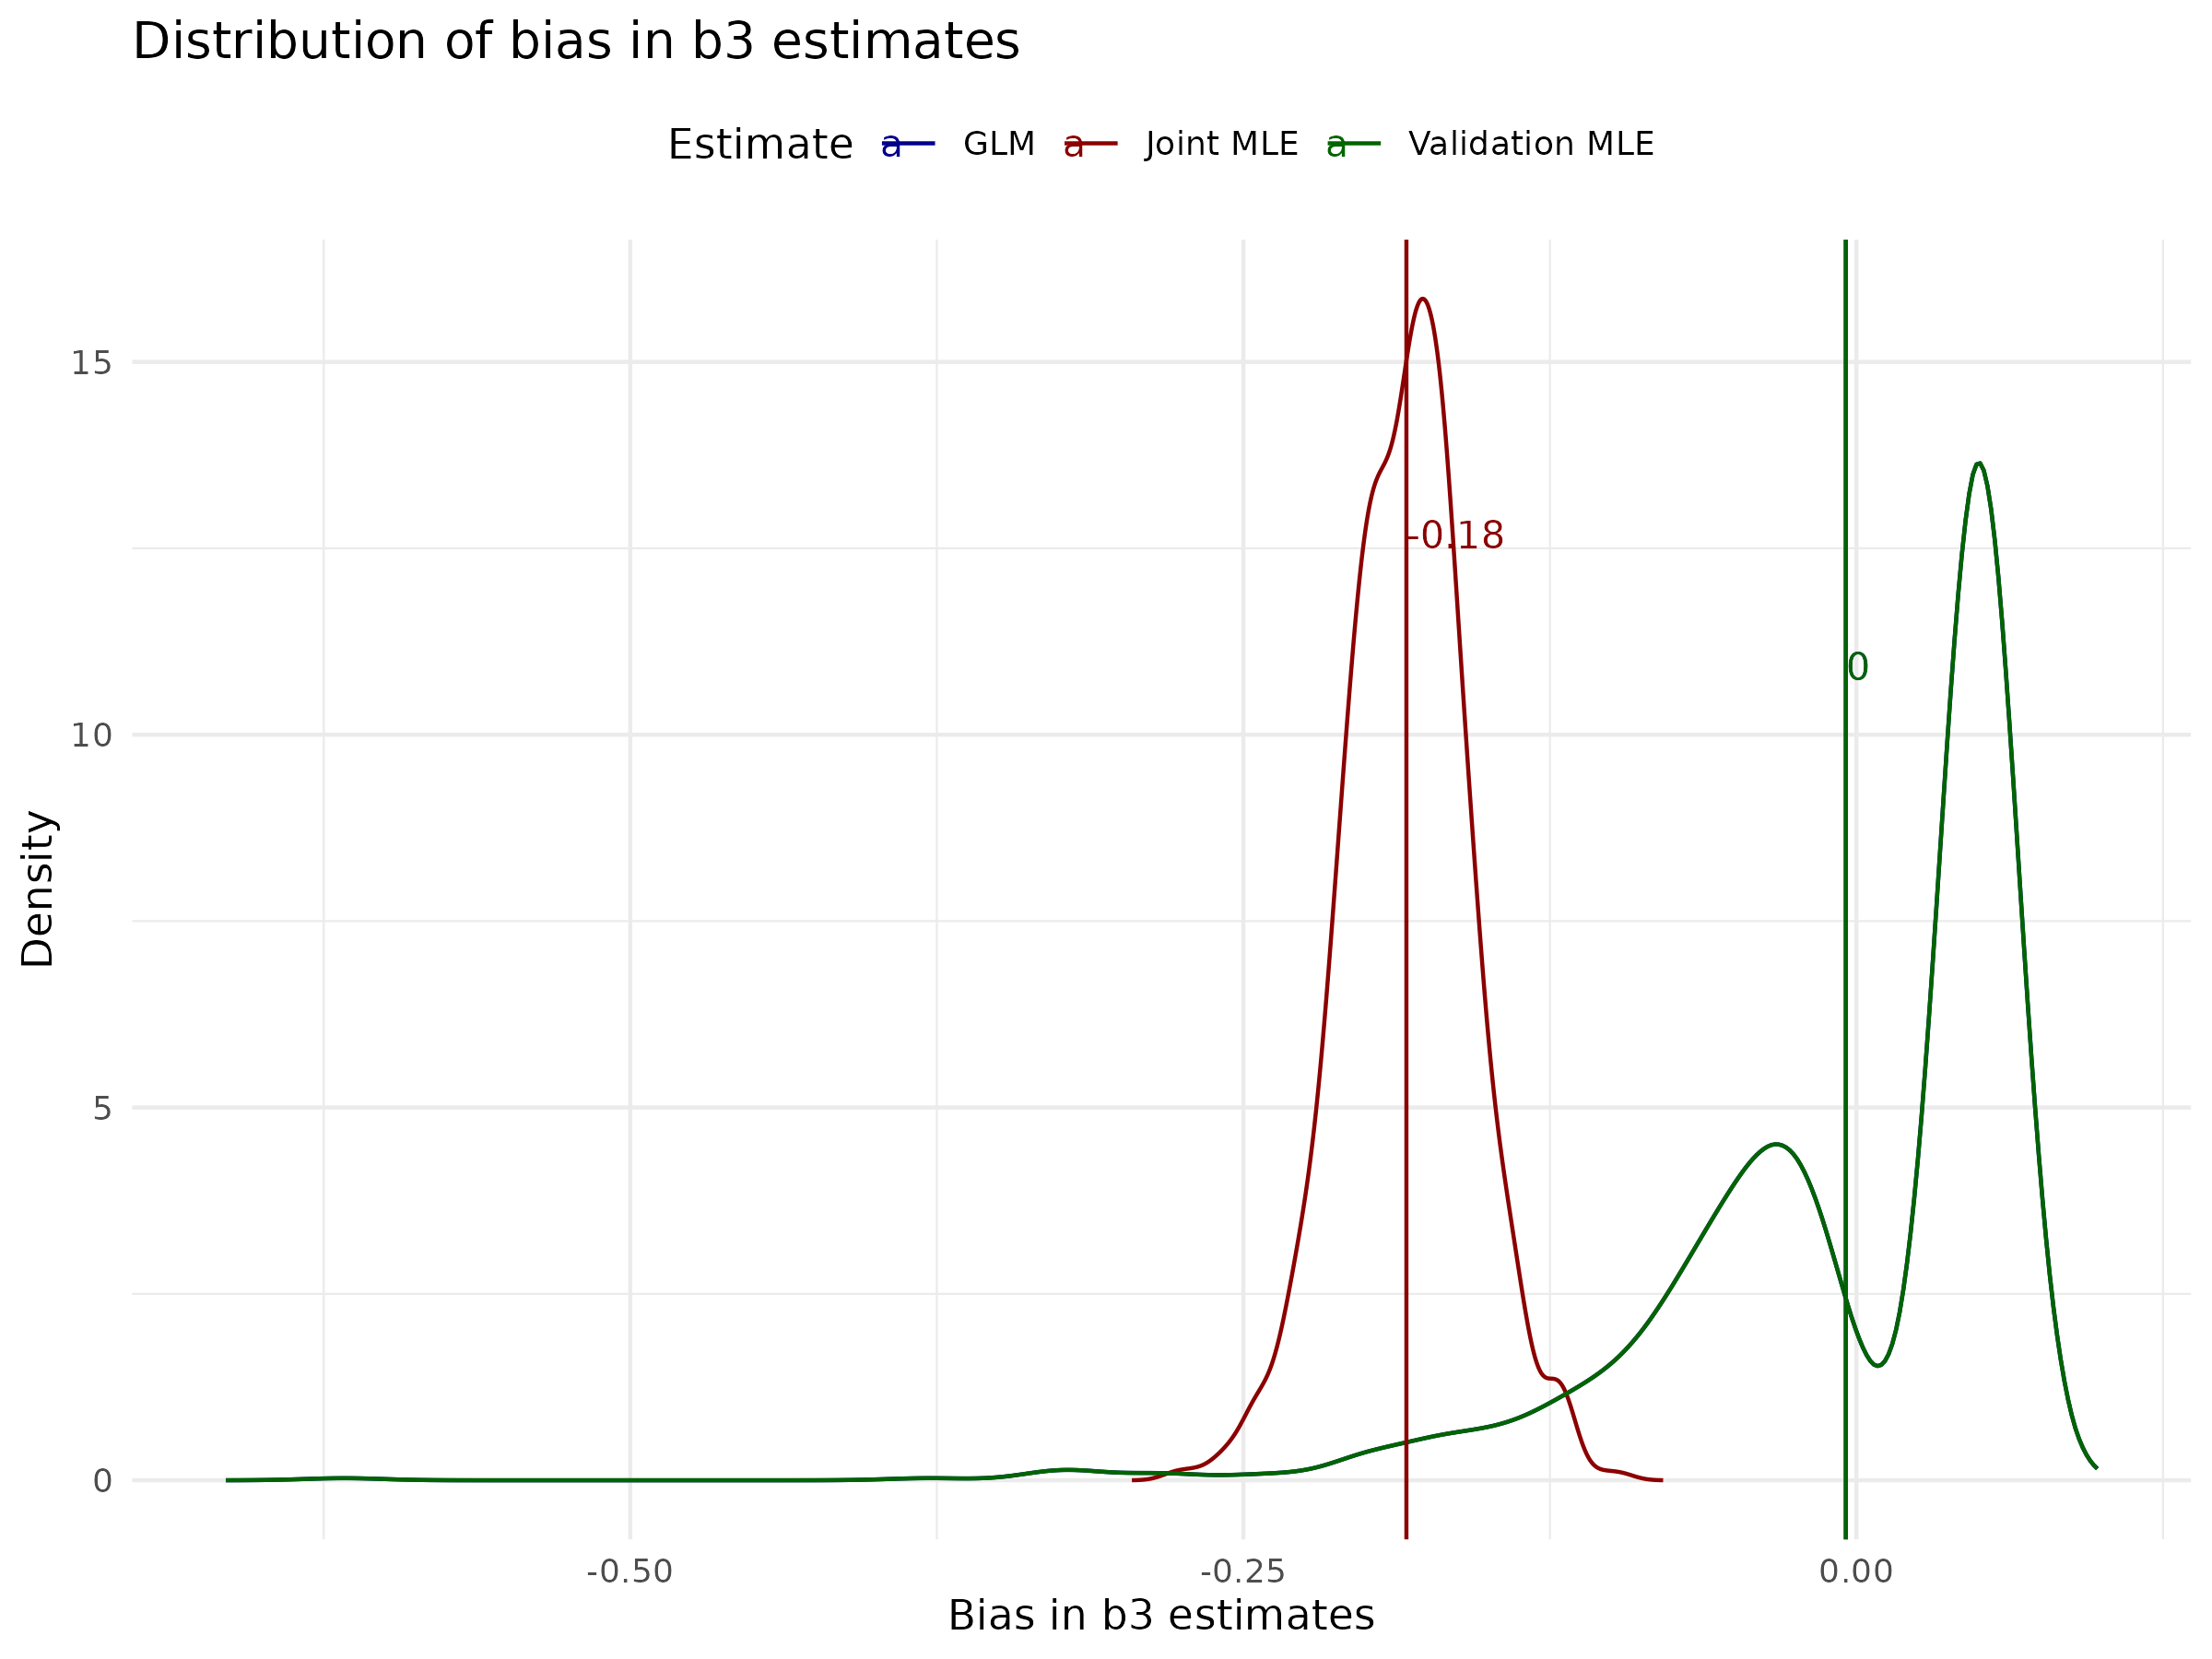 Distribution of bias in b3 estimates
Estimate a GLM a Joint MLE a Validation MLE
15
10
5
0
Density
-0.18
0
-0.50 -0.25 0.00
Bias in b3 estimates